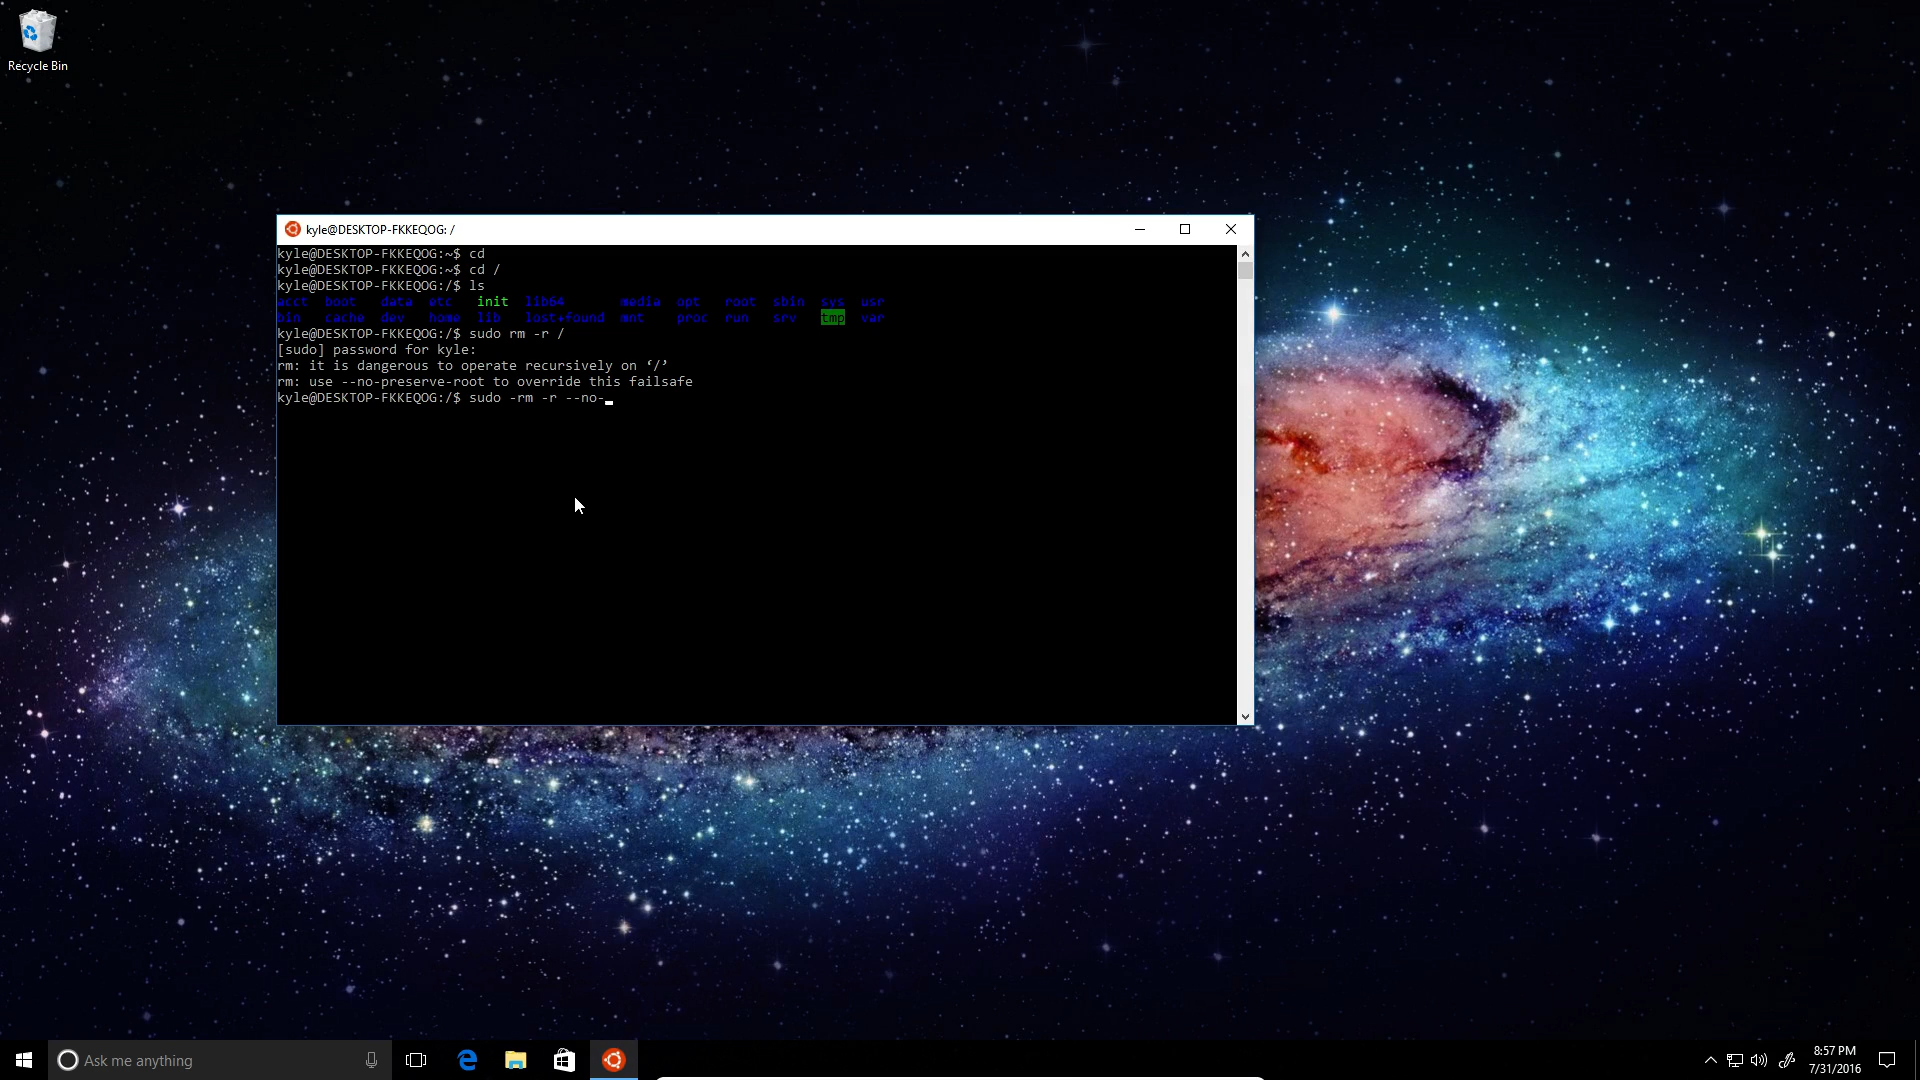 Recycle Bin
kyle@DESKTOP-FKKEQOG: /
kyle@DESKTOP-FKKEQOG:~$ cd
kyle@DESKTOP-FKKEQOG:~$ cd /
kyle@DESKTOP-FKKEQOG:/$ ls
acct boot data etc init lib64 media opt root sbin sys usr
bin cache dev home lib lost+found mnt proc run srv tmp var
kyle@DESKTOP-FKKEQOG:/$ sudo rm -r /
[sudo] password for kyle:
rm: it is dangerous to operate recursively on ‘/’
rm: use --no-preserve-root to override this failsafe
kyle@DESKTOP-FKKEQOG:/$ sudo -rm -r --no-
Ask me anything
8:57 PM
7/31/2016